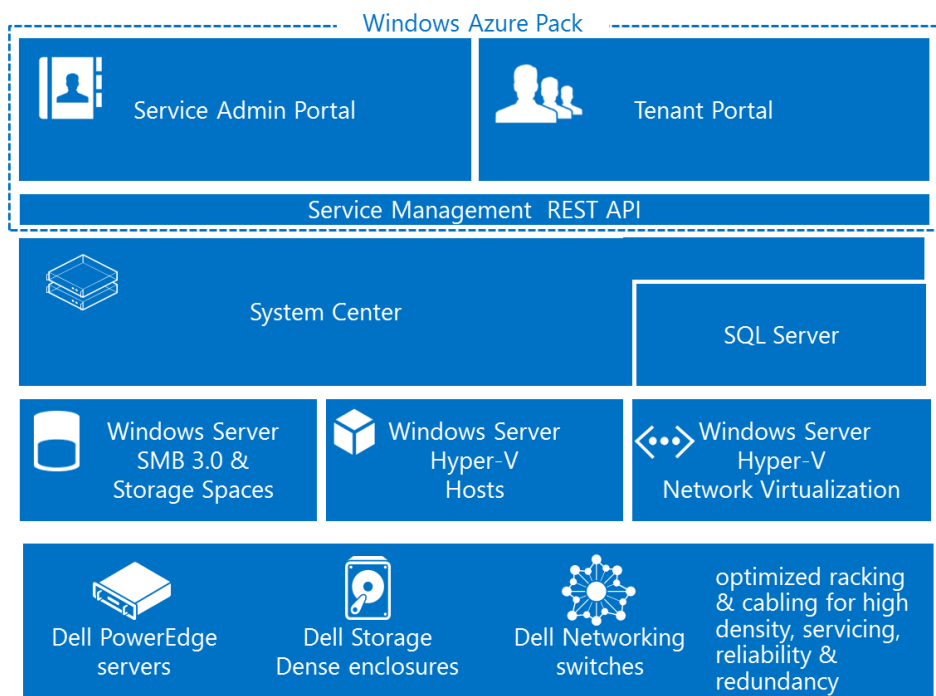 Windows Azure Pack
Service Admin Portal
Tenant Portal
Service Management REST API
System Center
SQL Server
Windows Server
SMB 3.0 &
Storage Spaces
Windows Server
Hyper-V
Hosts
Windows Server
Hyper-V
Network Virtualization
Dell PowerEdge
servers
Dell Storage
Dense enclosures
Dell Networking
switches
optimized racking
& cabling for high
density, servicing,
reliability &
redundancy